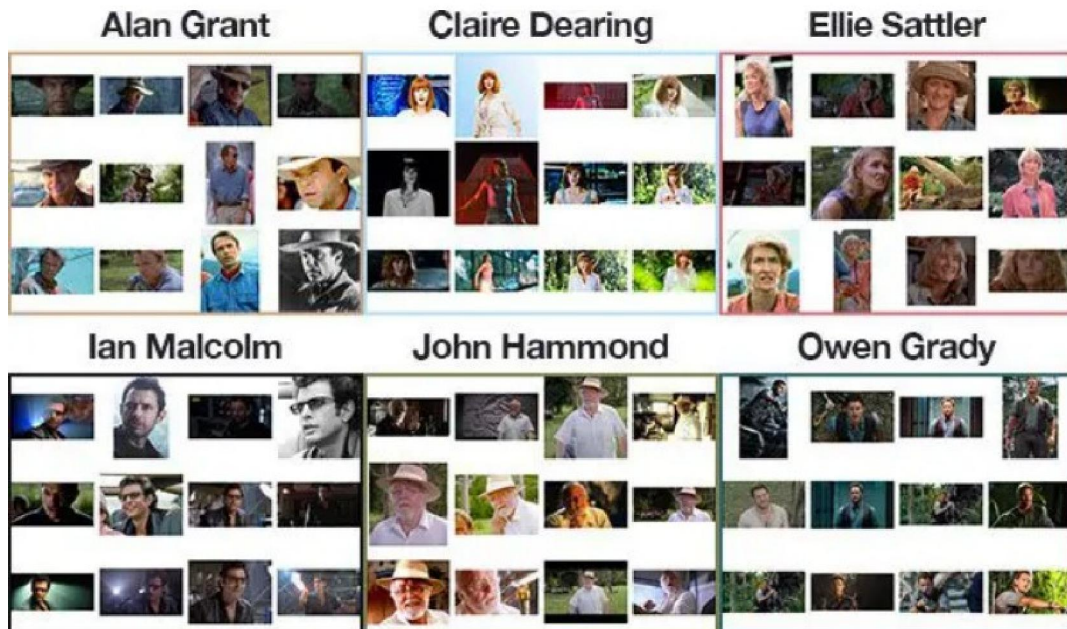 Alan Grant
Claire Dearing
Ellie Sattler
Ian Malcolm
John Hammond
Owen Grady